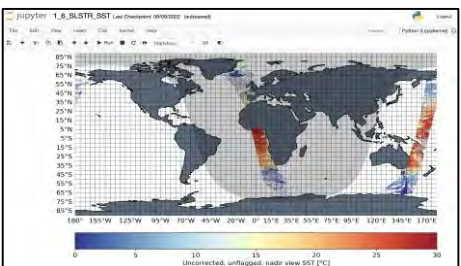 jupyter 1_6_SLSTR_SST Last Checkpoint: 09/09/2022 (autosaved)
Logout
File Edit View Insert Cell Kernel Help
Trusted Python 3 (ipykernel)
Run Markdown
85°N
75°N
65°N
55°N
45°N
35°N
25°N
15°N
5°N
5°S
15°S
25°S
35°S
45°S
55°S
65°S
75°S
85°S
180° 155°W 125°W 95°W 70°W 45°W 20°W 0° 15°E 35°E 55°E 75°E 95°E 120°E 145°E 170°E
0 5 10 15 20 25 30
Uncorrected, unflagged, nadir view SST [°C]